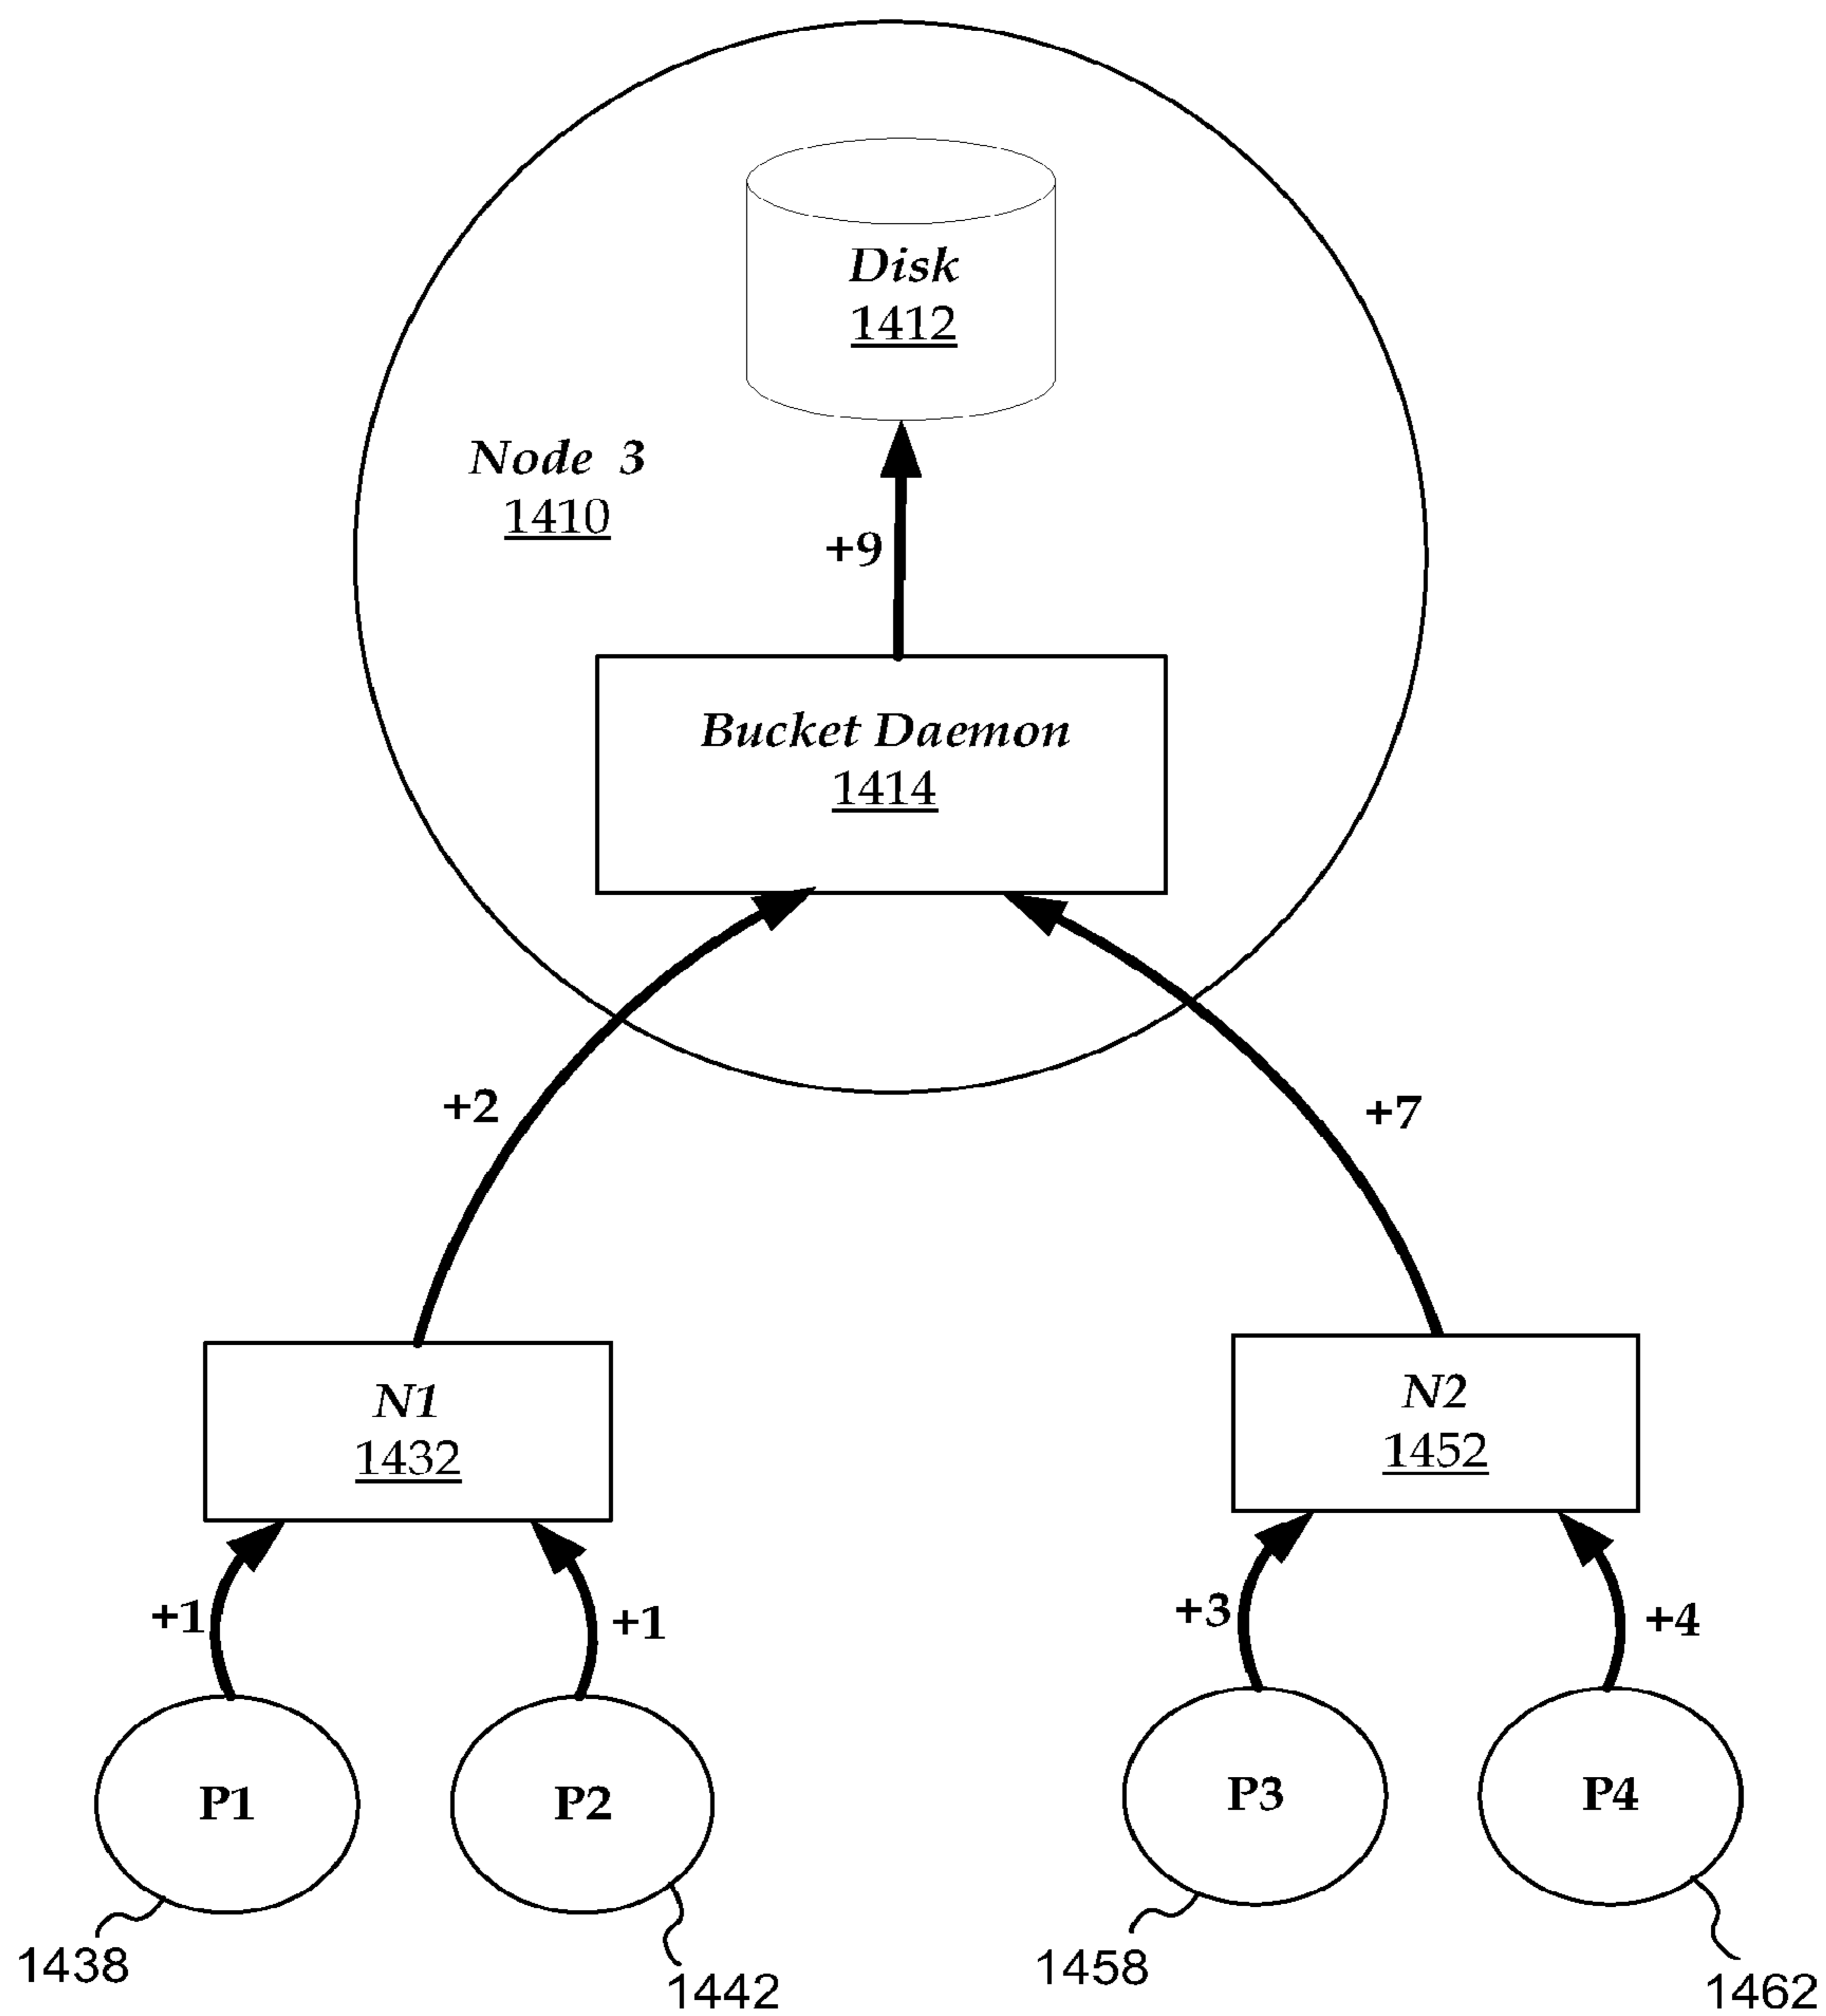 Disk
1412
Node 3
1410
+9
Bucket Daemon
1414
+2
+7
N1
1432
N2
1452
+1
+1
+3
+4
P1
P2
P3
P4
1438
1442
1458
1462